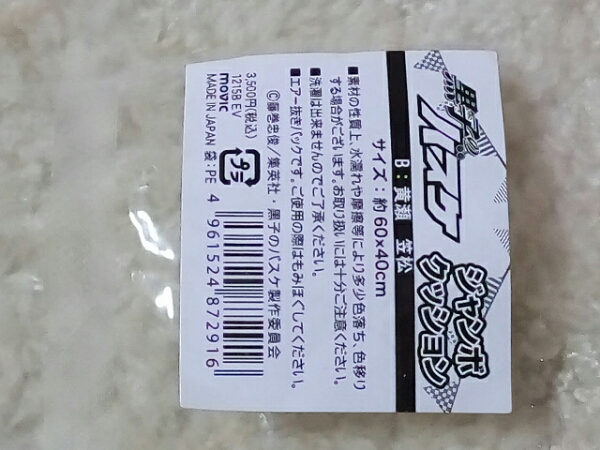 黒子のバスケ
ジャンボ
クッション
B：黄瀬 笠松
サイズ：約60×40cm
■素材の性質上、水濡れや摩擦等により多少色落ち、色移り
する場合がございます。お取り扱いには十分ご注意ください。
■洗濯は出来ませんのでご了承ください。
■エアー抜きパックです。ご使用の際はもみほぐしてください。
©藤巻忠俊／集英社・黒子のバスケ製作委員会
3,500円(税込)
1215B EV
movic
MADE IN JAPAN 袋：PE
プラ
4 961524 872916